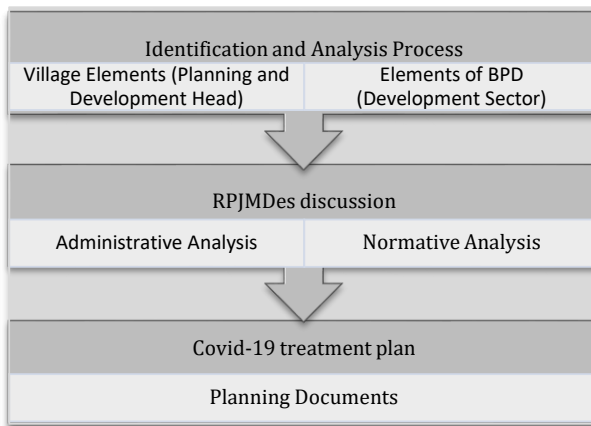 Identification and Analysis Process
Village Elements (Planning and
Development Head)
Elements of BPD
(Development Sector)
RPJMDes discussion
Administrative Analysis
Normative Analysis
Covid-19 treatment plan
Planning Documents